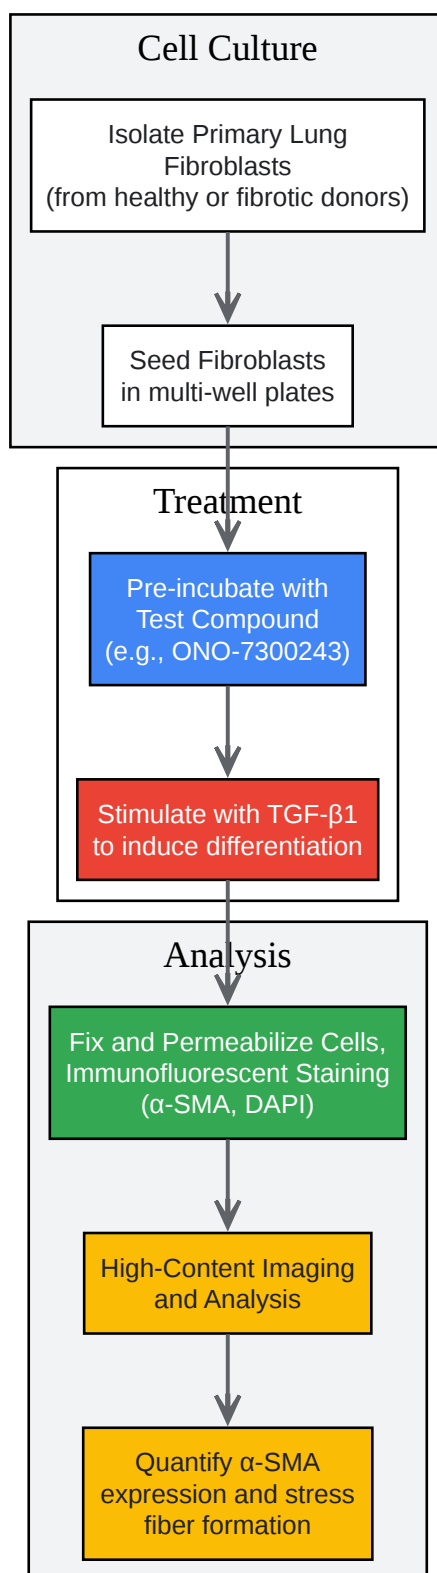 Cell Culture
Isolate Primary Lung
Fibroblasts
(from healthy or fibrotic donors)
Seed Fibroblasts
in multi-well plates
Treatment
Pre-incubate with
Test Compound
(e.g., ONO-7300243)
Stimulate with TGF-β1
to induce differentiation
Analysis
Fix and Permeabilize Cells,
Immunofluorescent Staining
(α-SMA, DAPI)
High-Content Imaging
and Analysis
Quantify α-SMA
expression and stress
fiber formation